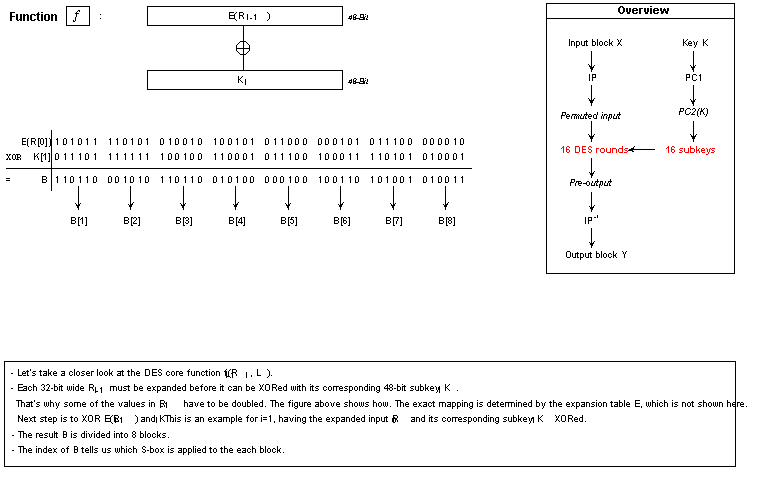 Function f :
E(R i-1 ) 48-Bit
K i 48-Bit
E(R[0]) 101011 110101 010010 100101 010110 000101 011100 000010
XOR K[1] 011101 111111 100100 110001 011110 100011 110101 010001
= B 110110 001010 110110 010100 001000 100110 101001 010011
B[1] B[2] B[3] B[4] B[5] B[6] B[7] B[8]
Overview
Input block X Key K
IP PC1
Permuted input PC2(K)
16 DES rounds 16 subkeys
Pre-output
IP⁻¹
Output block Y
- Let's take a closer look at the DES core function f(R i , L ).
- Each 32-bit wide R i-1 must be expanded before it can be XORed with its corresponding 48-bit subkey K .
That's why some of the values in R i-1 have to be doubled. The figure above shows how. The exact mapping is determined by the expansion table E, which is not shown here.
Next step is to XOR E(R i-1 ) and K This is an example for i=1, having the expanded input R and its corresponding subkey K XORed.
- The result B is divided into 8 blocks.
- The index of B tells us which S-box is applied to the each block.